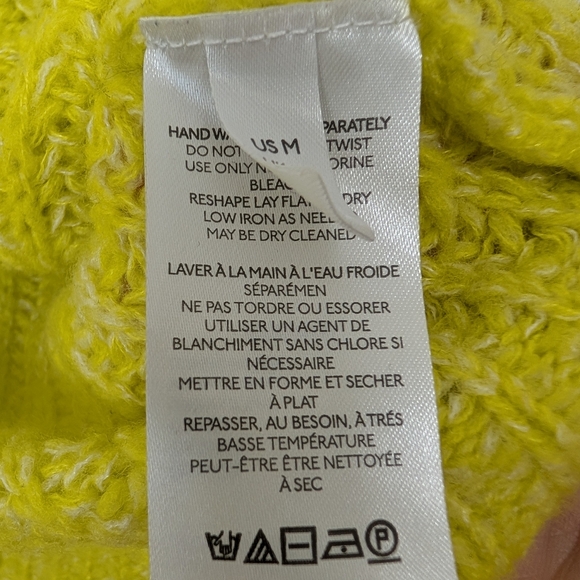 HAND WA PARATELY
DO NOT TWIST
USE ONLY N ORINE
BLEAC
RESHAPE LAY FLA DRY
LOW IRON AS NEE
MAY BE DRY CLEANED
US M
LAVER À LA MAIN À L'EAU FROIDE
SÉPARÉMEN
NE PAS TORDRE OU ESSORER
UTILISER UN AGENT DE
BLANCHIMENT SANS CHLORE SI
NÉCESSAIRE
METTRE EN FORME ET SECHER
À PLAT
REPASSER, AU BESOIN, À TRÉS
BASSE TEMPÉRATURE
PEUT-ÊTRE ÊTRE NETTOYÉE
À SEC
P